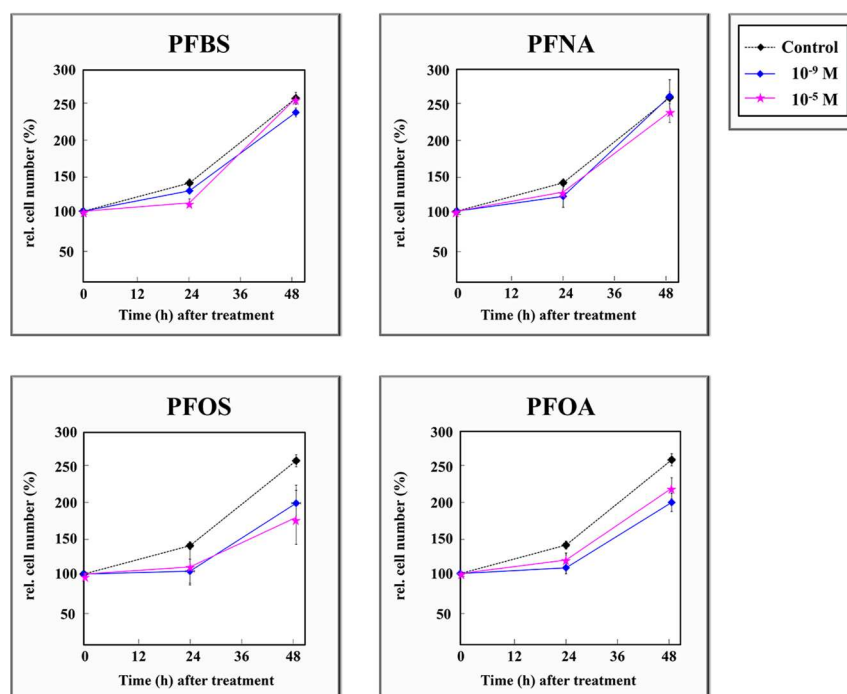 PFBS
rel. cell number (%)
300
250
200
150
100
50
0 12 24 36 48
Time (h) after treatment
PFNA
rel. cell number (%)
300
250
200
150
100
50
0 12 24 36 48
Time (h) after treatment
Control
10⁻⁹ M
10⁻⁵ M
PFOS
rel. cell number (%)
300
250
200
150
100
50
0 12 24 36 48
Time (h) after treatment
PFOA
rel. cell number (%)
300
250
200
150
100
50
0 12 24 36 48
Time (h) after treatment